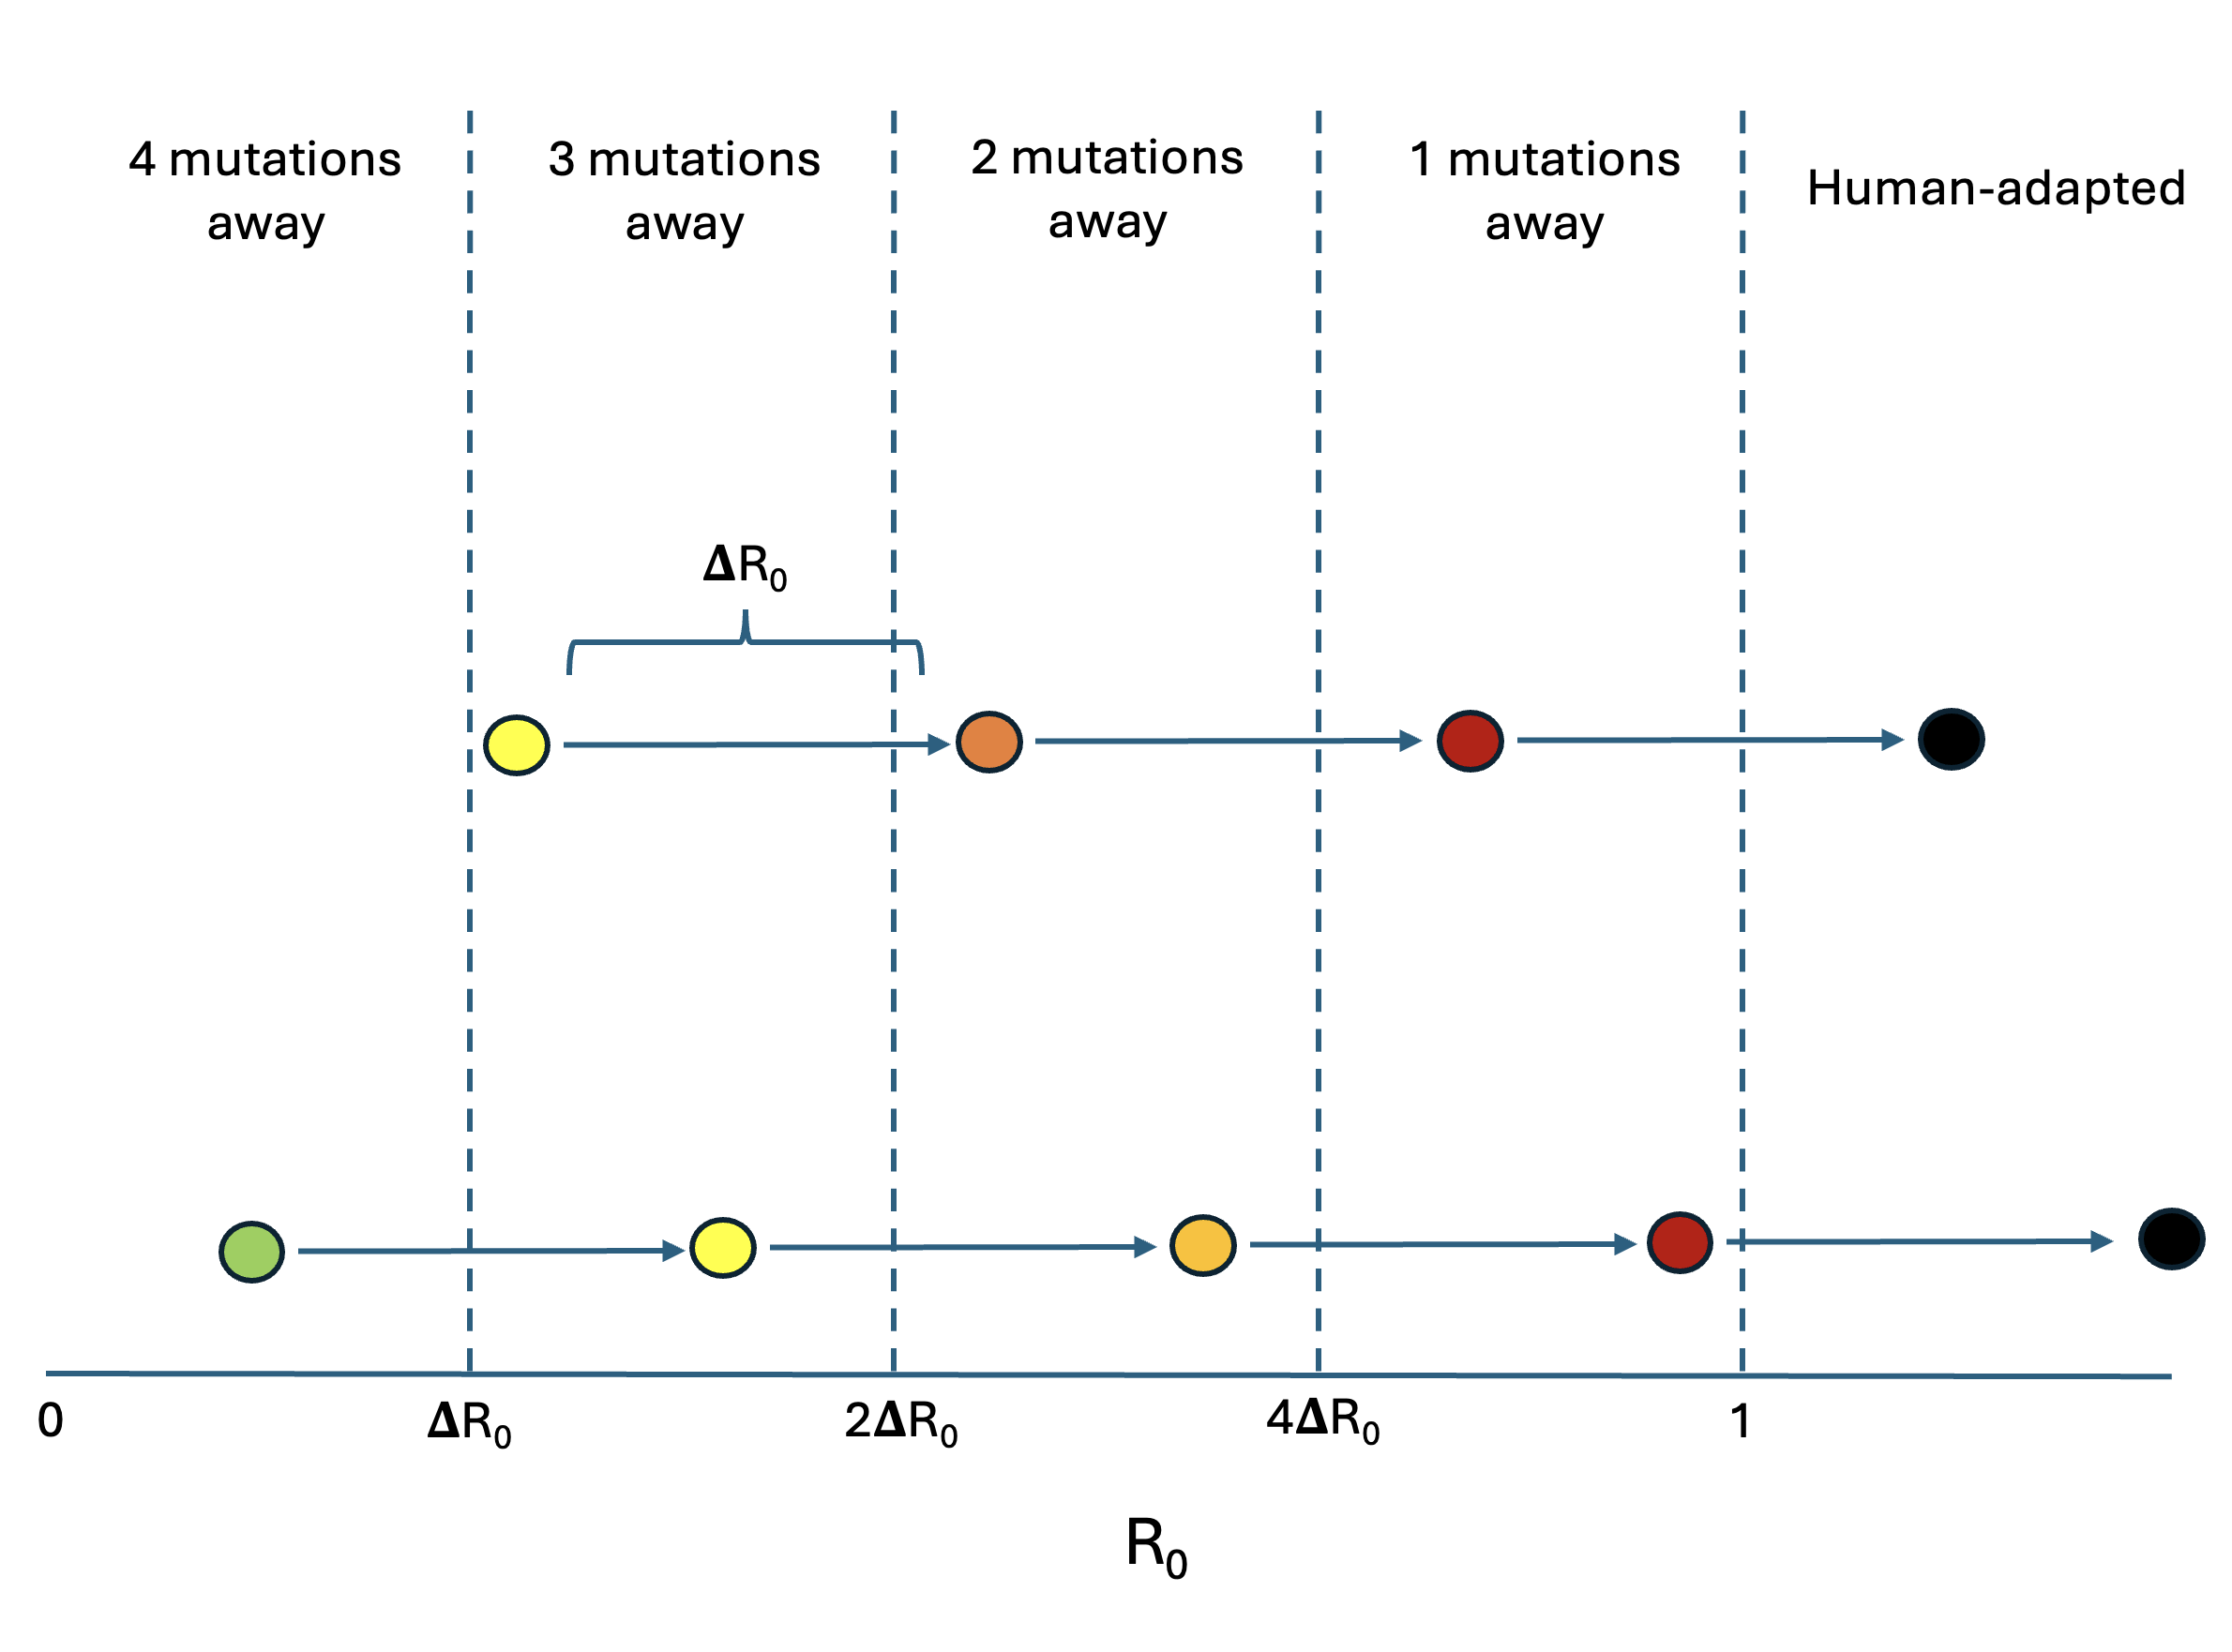 4 mutations
away
3 mutations
away
2 mutations
away
1 mutations
away
Human-adapted
ΔR₀
0
ΔR₀
2ΔR₀
4ΔR₀
1
R₀